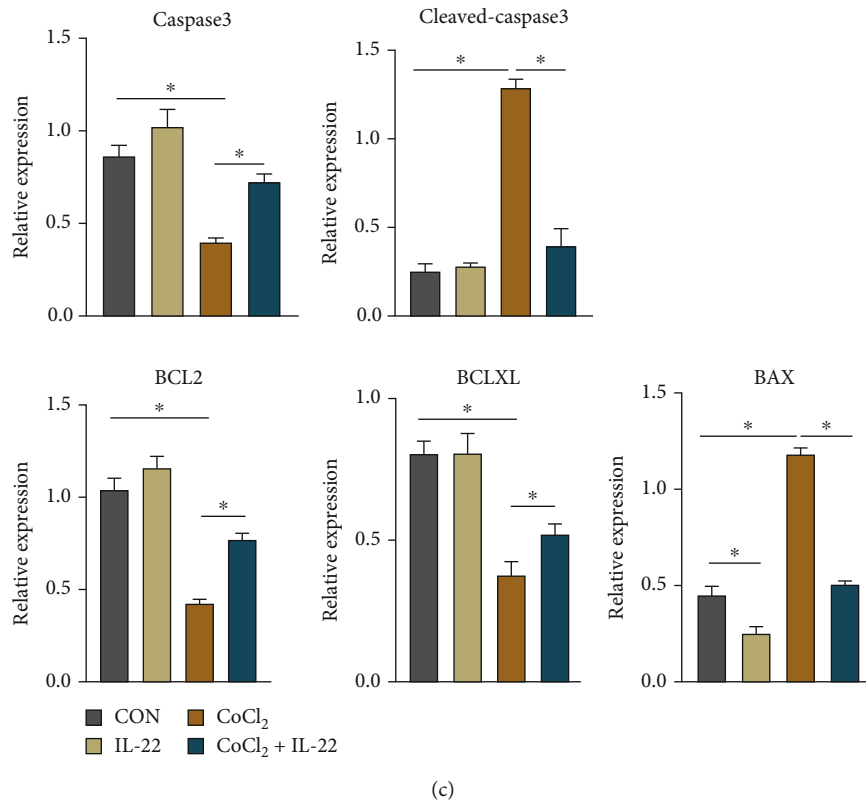 Caspase3
Relative expression
1.5
1.0
0.5
0.0
*
*
Cleaved-caspase3
Relative expression
1.5
1.0
0.5
0.0
*
*
BCL2
Relative expression
1.5
1.0
0.5
0.0
*
*
BCLXL
Relative expression
1.0
0.5
0.0
*
*
BAX
Relative expression
1.5
1.0
0.5
0.0
*
*
*
CON
CoCl₂
IL-22
CoCl₂ + IL-22
(c)